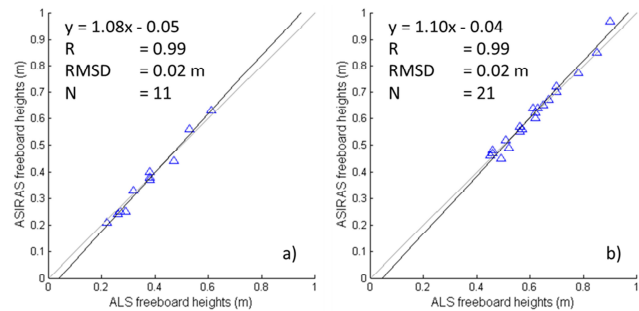 y = 1.08x - 0.05
R = 0.99
RMSD = 0.02 m
N = 11
1
0.9
0.8
0.7
0.6
0.5
0.4
0.3
0.2
0.1
0
0 0.2 0.4 0.6 0.8 1
ASIRAS freeboard heights (m)
ALS freeboard heights (m)
a)
y = 1.10x - 0.04
R = 0.99
RMSD = 0.02 m
N = 21
1
0.9
0.8
0.7
0.6
0.5
0.4
0.3
0.2
0.1
0
0 0.2 0.4 0.6 0.8 1
ASIRAS freeboard heights (m)
ALS freeboard heights (m)
b)